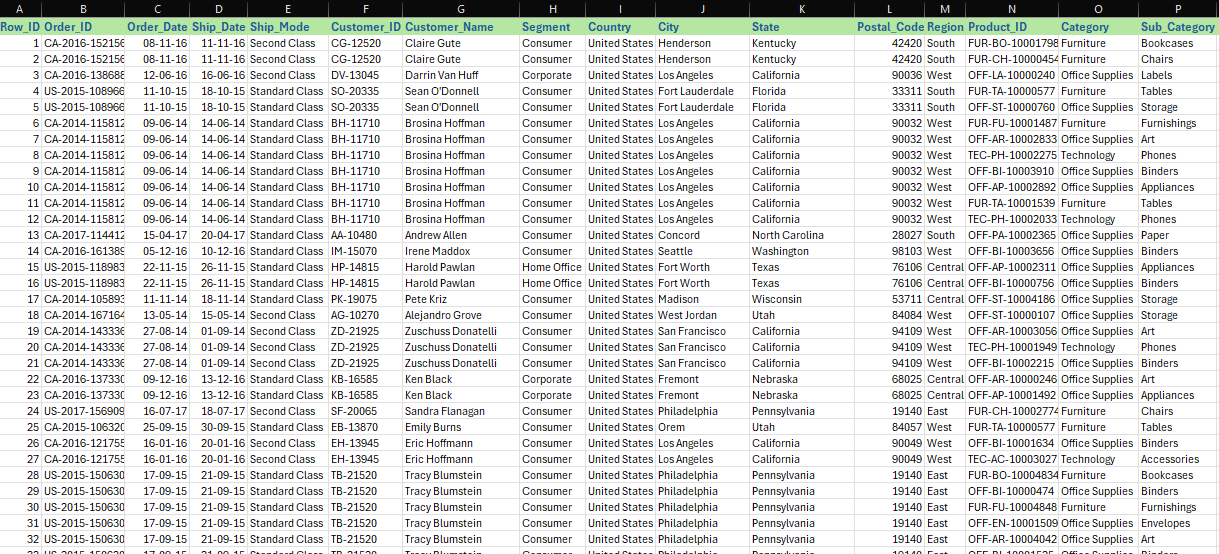 A B C D E F G H I J K L M N O P
Row_ID Order_ID Order_Date Ship_Date Ship_Mode Customer_ID Customer_Name Segment Country City State Postal_Code Region Product_ID Category Sub_Category
1 CA-2016-152156 08-11-16 11-11-16 Second Class CG-12520 Claire Gute Consumer United States Henderson Kentucky 42420 South FUR-BO-10001798 Furniture Bookcases
2 CA-2016-152156 08-11-16 11-11-16 Second Class CG-12520 Claire Gute Consumer United States Henderson Kentucky 42420 South FUR-CH-10000454 Furniture Chairs
3 CA-2016-138688 12-06-16 16-06-16 Second Class DV-13045 Darrin Van Huff Corporate United States Los Angeles California 90036 West OFF-LA-10000240 Office Supplies Labels
4 US-2015-108966 11-10-15 18-10-15 Standard Class SO-20335 Sean O'Donnell Consumer United States Fort Lauderdale Florida 33311 South FUR-TA-10000577 Furniture Tables
5 US-2015-108966 11-10-15 18-10-15 Standard Class SO-20335 Sean O'Donnell Consumer United States Fort Lauderdale Florida 33311 South OFF-ST-10000760 Office Supplies Storage
6 CA-2014-115812 09-06-14 14-06-14 Standard Class BH-11710 Brosina Hoffman Consumer United States Los Angeles California 90032 West FUR-FU-10001487 Furniture Furnishings
7 CA-2014-115812 09-06-14 14-06-14 Standard Class BH-11710 Brosina Hoffman Consumer United States Los Angeles California 90032 West OFF-AR-10002833 Office Supplies Art
8 CA-2014-115812 09-06-14 14-06-14 Standard Class BH-11710 Brosina Hoffman Consumer United States Los Angeles California 90032 West TEC-PH-10002275 Technology Phones
9 CA-2014-115812 09-06-14 14-06-14 Standard Class BH-11710 Brosina Hoffman Consumer United States Los Angeles California 90032 West OFF-BI-10003910 Office Supplies Binders
10 CA-2014-115812 09-06-14 14-06-14 Standard Class BH-11710 Brosina Hoffman Consumer United States Los Angeles California 90032 West OFF-AP-10002892 Office Supplies Appliances
11 CA-2014-115812 09-06-14 14-06-14 Standard Class BH-11710 Brosina Hoffman Consumer United States Los Angeles California 90032 West FUR-TA-10001539 Furniture Tables
12 CA-2014-115812 09-06-14 14-06-14 Standard Class BH-11710 Brosina Hoffman Consumer United States Los Angeles California 90032 West TEC-PH-10002033 Technology Phones
13 CA-2017-114412 15-04-17 20-04-17 Standard Class AA-10480 Andrew Allen Consumer United States Concord North Carolina 28027 South OFF-PA-10002365 Office Supplies Paper
14 CA-2016-161389 05-12-16 10-12-16 Standard Class IM-15070 Irene Maddox Consumer United States Seattle Washington 98103 West OFF-BI-10003656 Office Supplies Binders
15 US-2015-118983 22-11-15 26-11-15 Standard Class HP-14815 Harold Pawlan Home Office United States Fort Worth Texas 76106 Central OFF-AP-10002311 Office Supplies Appliances
16 US-2015-118983 22-11-15 26-11-15 Standard Class HP-14815 Harold Pawlan Home Office United States Fort Worth Texas 76106 Central OFF-BI-10000756 Office Supplies Binders
17 CA-2014-105893 11-11-14 18-11-14 Standard Class PK-19075 Pete Kriz Consumer United States Madison Wisconsin 53711 Central OFF-ST-10004186 Office Supplies Storage
18 CA-2014-167164 13-05-14 15-05-14 Second Class AG-10270 Alejandro Grove Consumer United States West Jordan Utah 84084 West OFF-ST-10000107 Office Supplies Storage
19 CA-2014-143336 27-08-14 01-09-14 Second Class ZD-21925 Zuschuss Donatelli Consumer United States San Francisco California 94109 West OFF-AR-10003056 Office Supplies Art
20 CA-2014-143336 27-08-14 01-09-14 Second Class ZD-21925 Zuschuss Donatelli Consumer United States San Francisco California 94109 West TEC-PH-10001949 Technology Phones
21 CA-2014-143336 27-08-14 01-09-14 Second Class ZD-21925 Zuschuss Donatelli Consumer United States San Francisco California 94109 West OFF-BI-10002215 Office Supplies Binders
22 CA-2016-137330 09-12-16 13-12-16 Standard Class KB-16585 Ken Black Corporate United States Fremont Nebraska 68025 Central OFF-AR-10000246 Office Supplies Art
23 CA-2016-137330 09-12-16 13-12-16 Standard Class KB-16585 Ken Black Corporate United States Fremont Nebraska 68025 Central OFF-AP-10001492 Office Supplies Appliances
24 US-2017-156909 16-07-17 18-07-17 Second Class SF-20065 Sandra Flanagan Consumer United States Philadelphia Pennsylvania 19140 East FUR-CH-10002774 Furniture Chairs
25 CA-2015-106320 25-09-15 30-09-15 Standard Class EB-13870 Emily Burns Consumer United States Orem Utah 84057 West FUR-TA-10000577 Furniture Tables
26 CA-2016-121755 16-01-16 20-01-16 Second Class EH-13945 Eric Hoffmann Consumer United States Los Angeles California 90049 West OFF-BI-10001634 Office Supplies Binders
27 CA-2016-121755 16-01-16 20-01-16 Second Class EH-13945 Eric Hoffmann Consumer United States Los Angeles California 90049 West TEC-AC-10003027 Technology Accessories
28 US-2015-150630 17-09-15 21-09-15 Standard Class TB-21520 Tracy Blumstein Consumer United States Philadelphia Pennsylvania 19140 East FUR-BO-10004834 Furniture Bookcases
29 US-2015-150630 17-09-15 21-09-15 Standard Class TB-21520 Tracy Blumstein Consumer United States Philadelphia Pennsylvania 19140 East OFF-BI-10000474 Office Supplies Binders
30 US-2015-150630 17-09-15 21-09-15 Standard Class TB-21520 Tracy Blumstein Consumer United States Philadelphia Pennsylvania 19140 East FUR-FU-10004848 Furniture Furnishings
31 US-2015-150630 17-09-15 21-09-15 Standard Class TB-21520 Tracy Blumstein Consumer United States Philadelphia Pennsylvania 19140 East OFF-EN-10001509 Office Supplies Envelopes
32 US-2015-150630 17-09-15 21-09-15 Standard Class TB-21520 Tracy Blumstein Consumer United States Philadelphia Pennsylvania 19140 East OFF-AR-10004042 Office Supplies Art